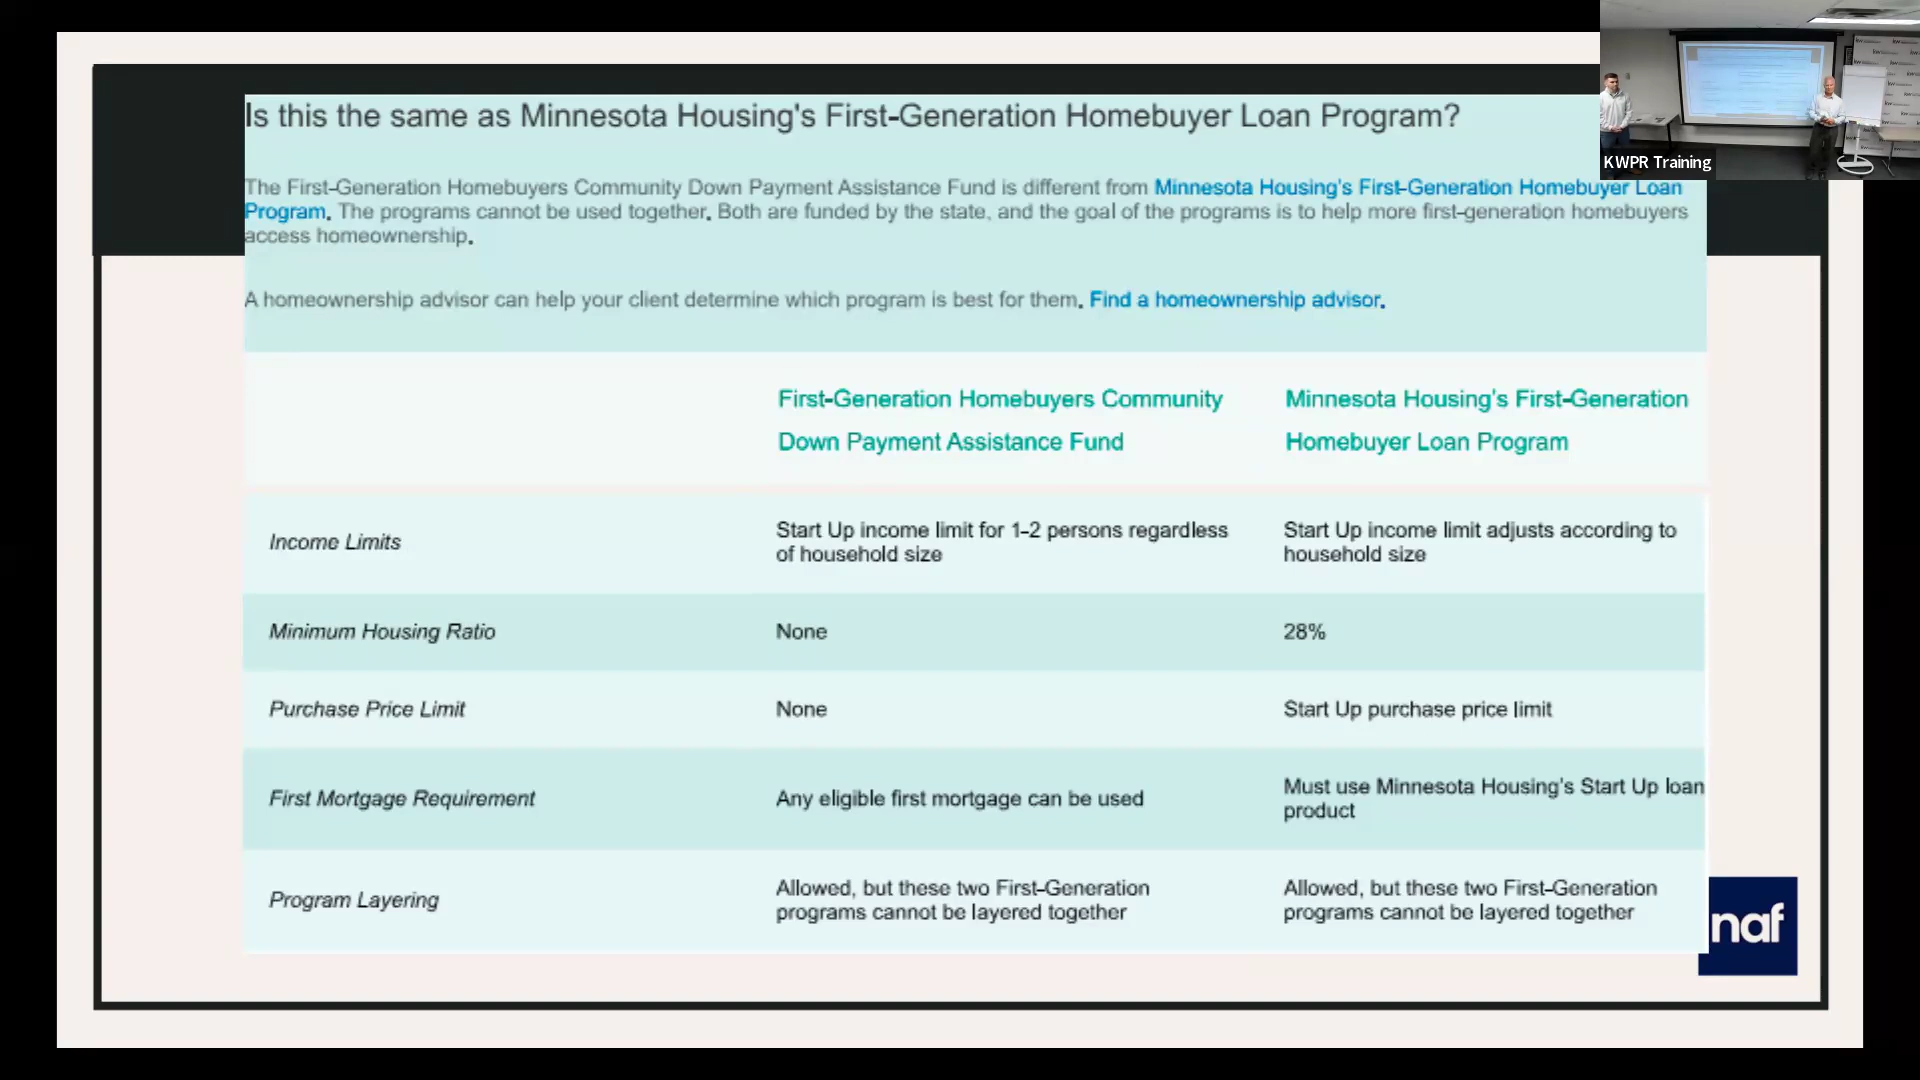 Is this the same as Minnesota Housing's First-Generation Homebuyer Loan Program?
The First-Generation Homebuyers Community Down Payment Assistance Fund is different from Minnesota Housing's First-Generation Homebuyer Loan
Program. The programs cannot be used together. Both are funded by the state, and the goal of the programs is to help more first-generation homebuyers
access homeownership.
A homeownership advisor can help your client determine which program is best for them. Find a homeownership advisor.
First-Generation Homebuyers Community
Down Payment Assistance Fund
Minnesota Housing's First-Generation
Homebuyer Loan Program
Income Limits
Start Up income limit for 1-2 persons regardless
of household size
Start Up income limit adjusts according to
household size
Minimum Housing Ratio
None
28%
Purchase Price Limit
None
Start Up purchase price limit
First Mortgage Requirement
Any eligible first mortgage can be used
Must use Minnesota Housing's Start Up loan
product
Program Layering
Allowed, but these two First-Generation
programs cannot be layered together
Allowed, but these two First-Generation
programs cannot be layered together
naf
KWPR Training